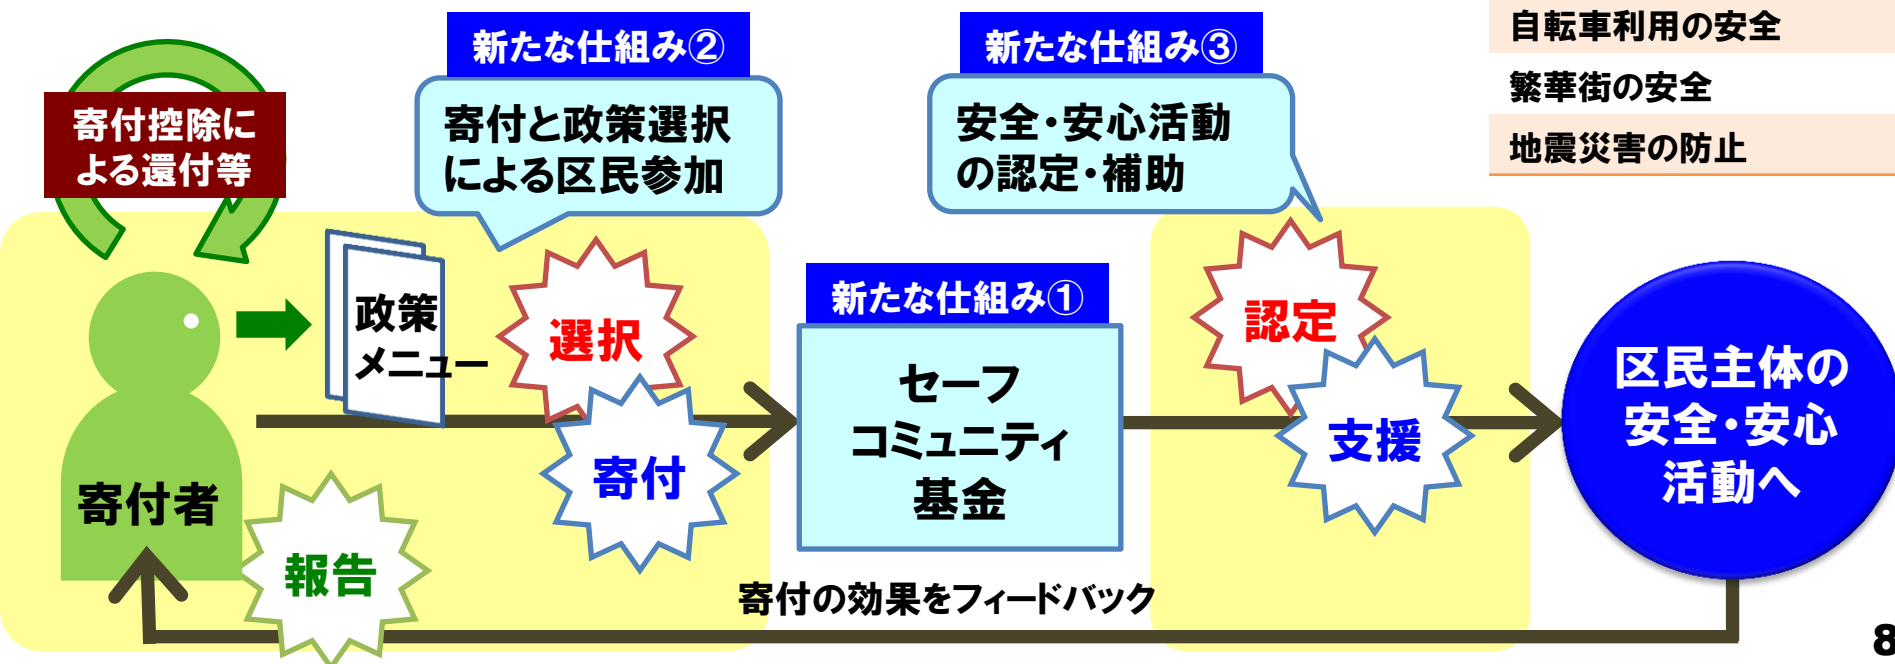 新たな仕組み②
寄付と政策選択
による区民参加
新たな仕組み③
安全・安心活動
の認定・補助
自転車利用の安全
繁華街の安全
地震災害の防止
寄付控除に
よる還付等
政策
メニュー
選択
寄付
新たな仕組み①
セーフ
コミュニティ
基金
認定
支援
区民主体の
安全・安心
活動へ
寄付者
報告
寄付の効果をフィードバック
8